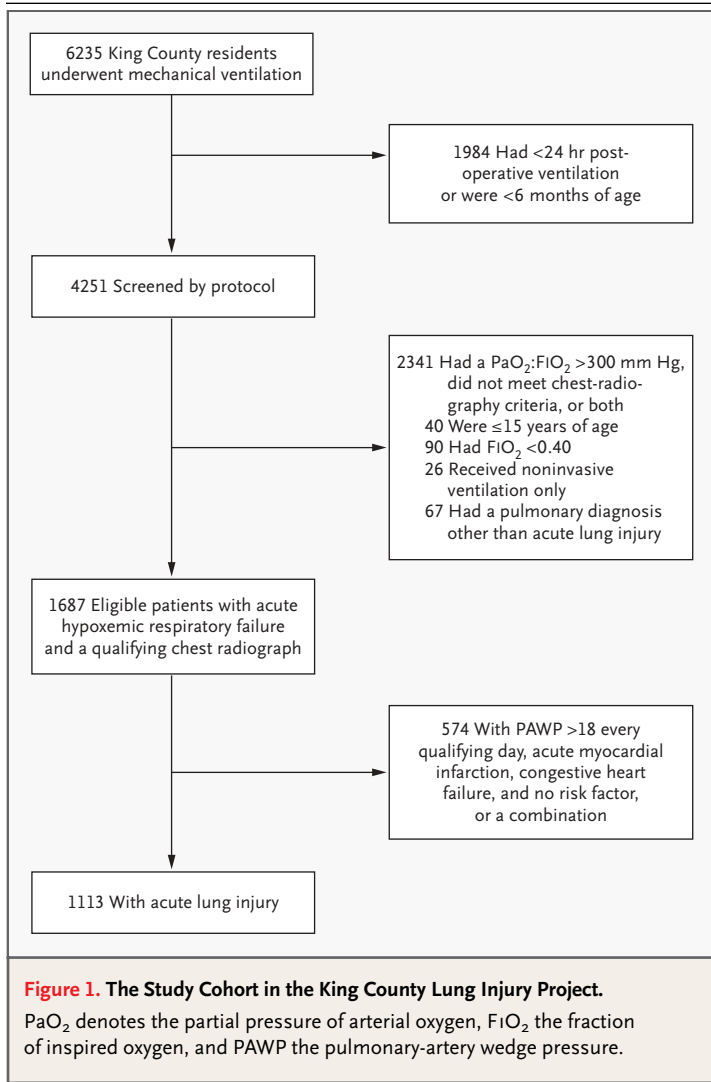 6235 King County residents
underwent mechanical ventilation
1984 Had <24 hr post-
operative ventilation
or were <6 months of age
4251 Screened by protocol
2341 Had a PaO₂:FIO₂ >300 mm Hg,
did not meet chest-radio-
graphy criteria, or both
40 Were ≤15 years of age
90 Had FIO₂ <0.40
26 Received noninvasive
ventilation only
67 Had a pulmonary diagnosis
other than acute lung injury
1687 Eligible patients with acute
hypoxemic respiratory failure
and a qualifying chest radiograph
574 With PAWP >18 every
qualifying day, acute myocardial
infarction, congestive heart
failure, and no risk factor,
or a combination
1113 With acute lung injury
Figure 1. The Study Cohort in the King County Lung Injury Project.
PaO₂ denotes the partial pressure of arterial oxygen, FIO₂ the fraction
of inspired oxygen, and PAWP the pulmonary-artery wedge pressure.